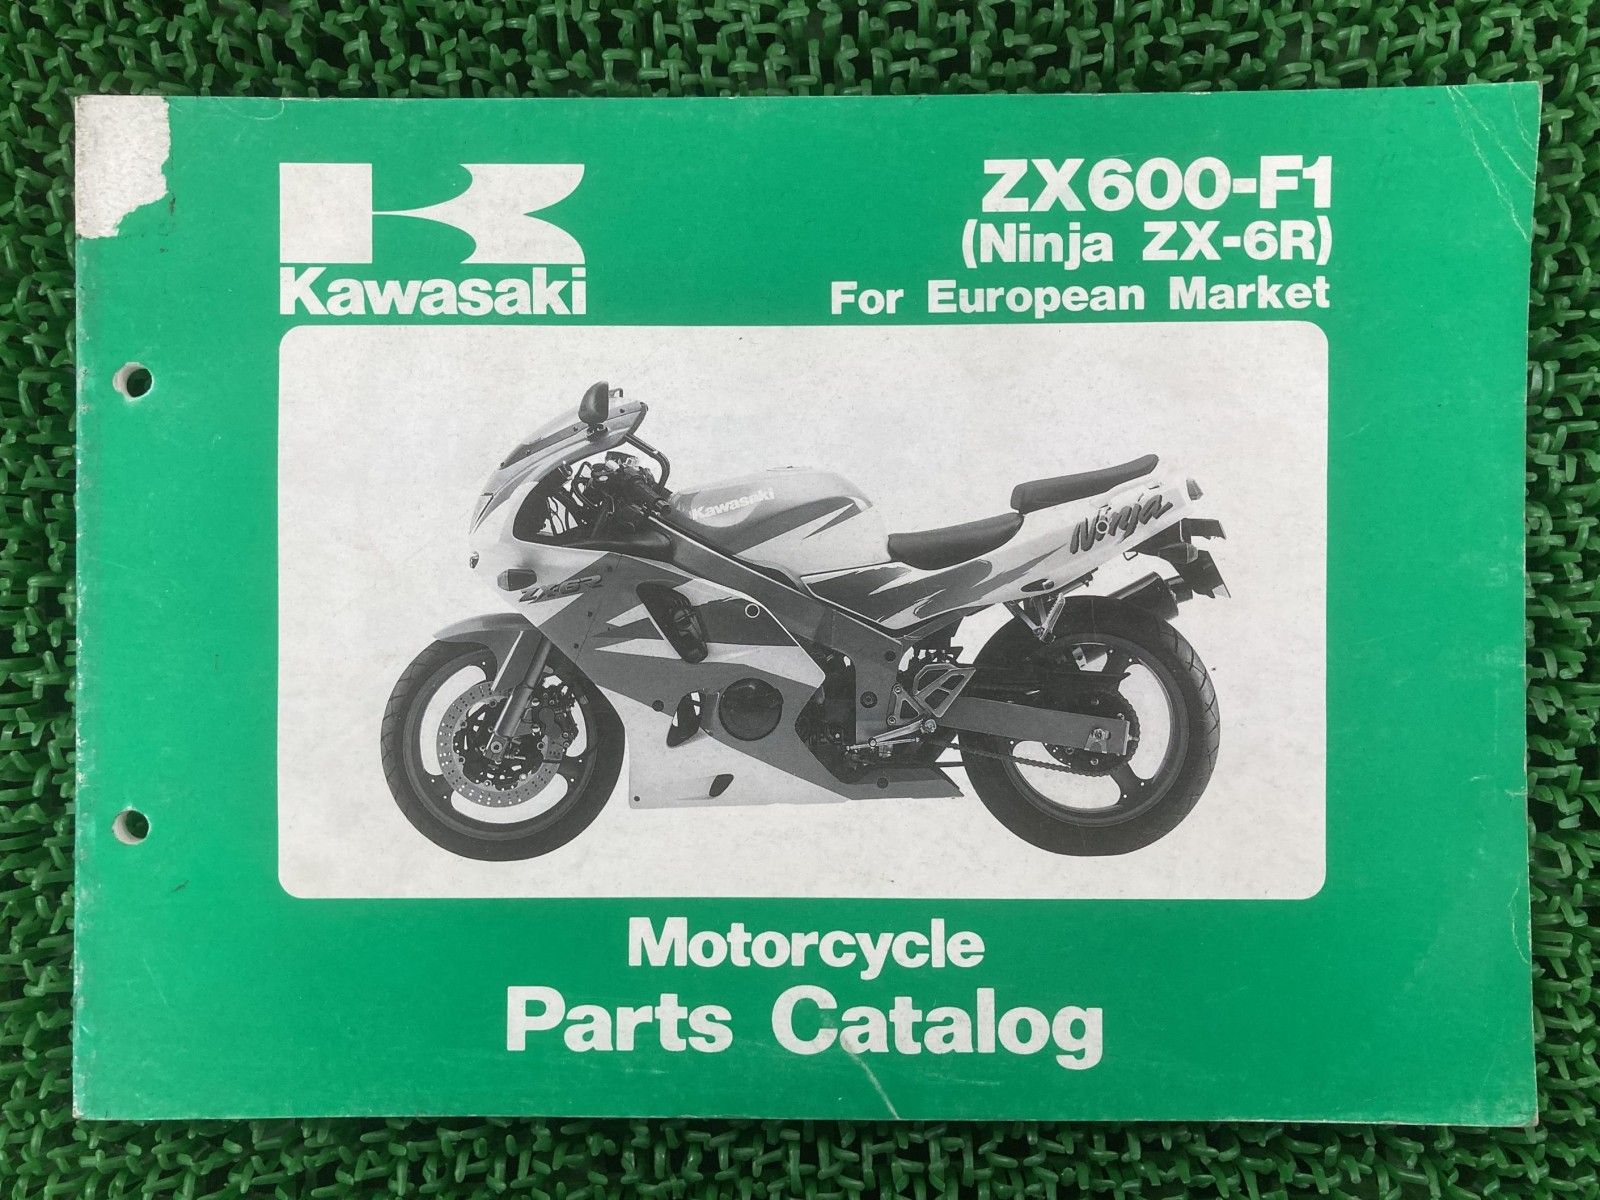 Kawasaki
ZX600-F1
(Ninja ZX-6R)
For European Market
Kawasaki
Ninja
ZX-6R
Motorcycle
Parts Catalog